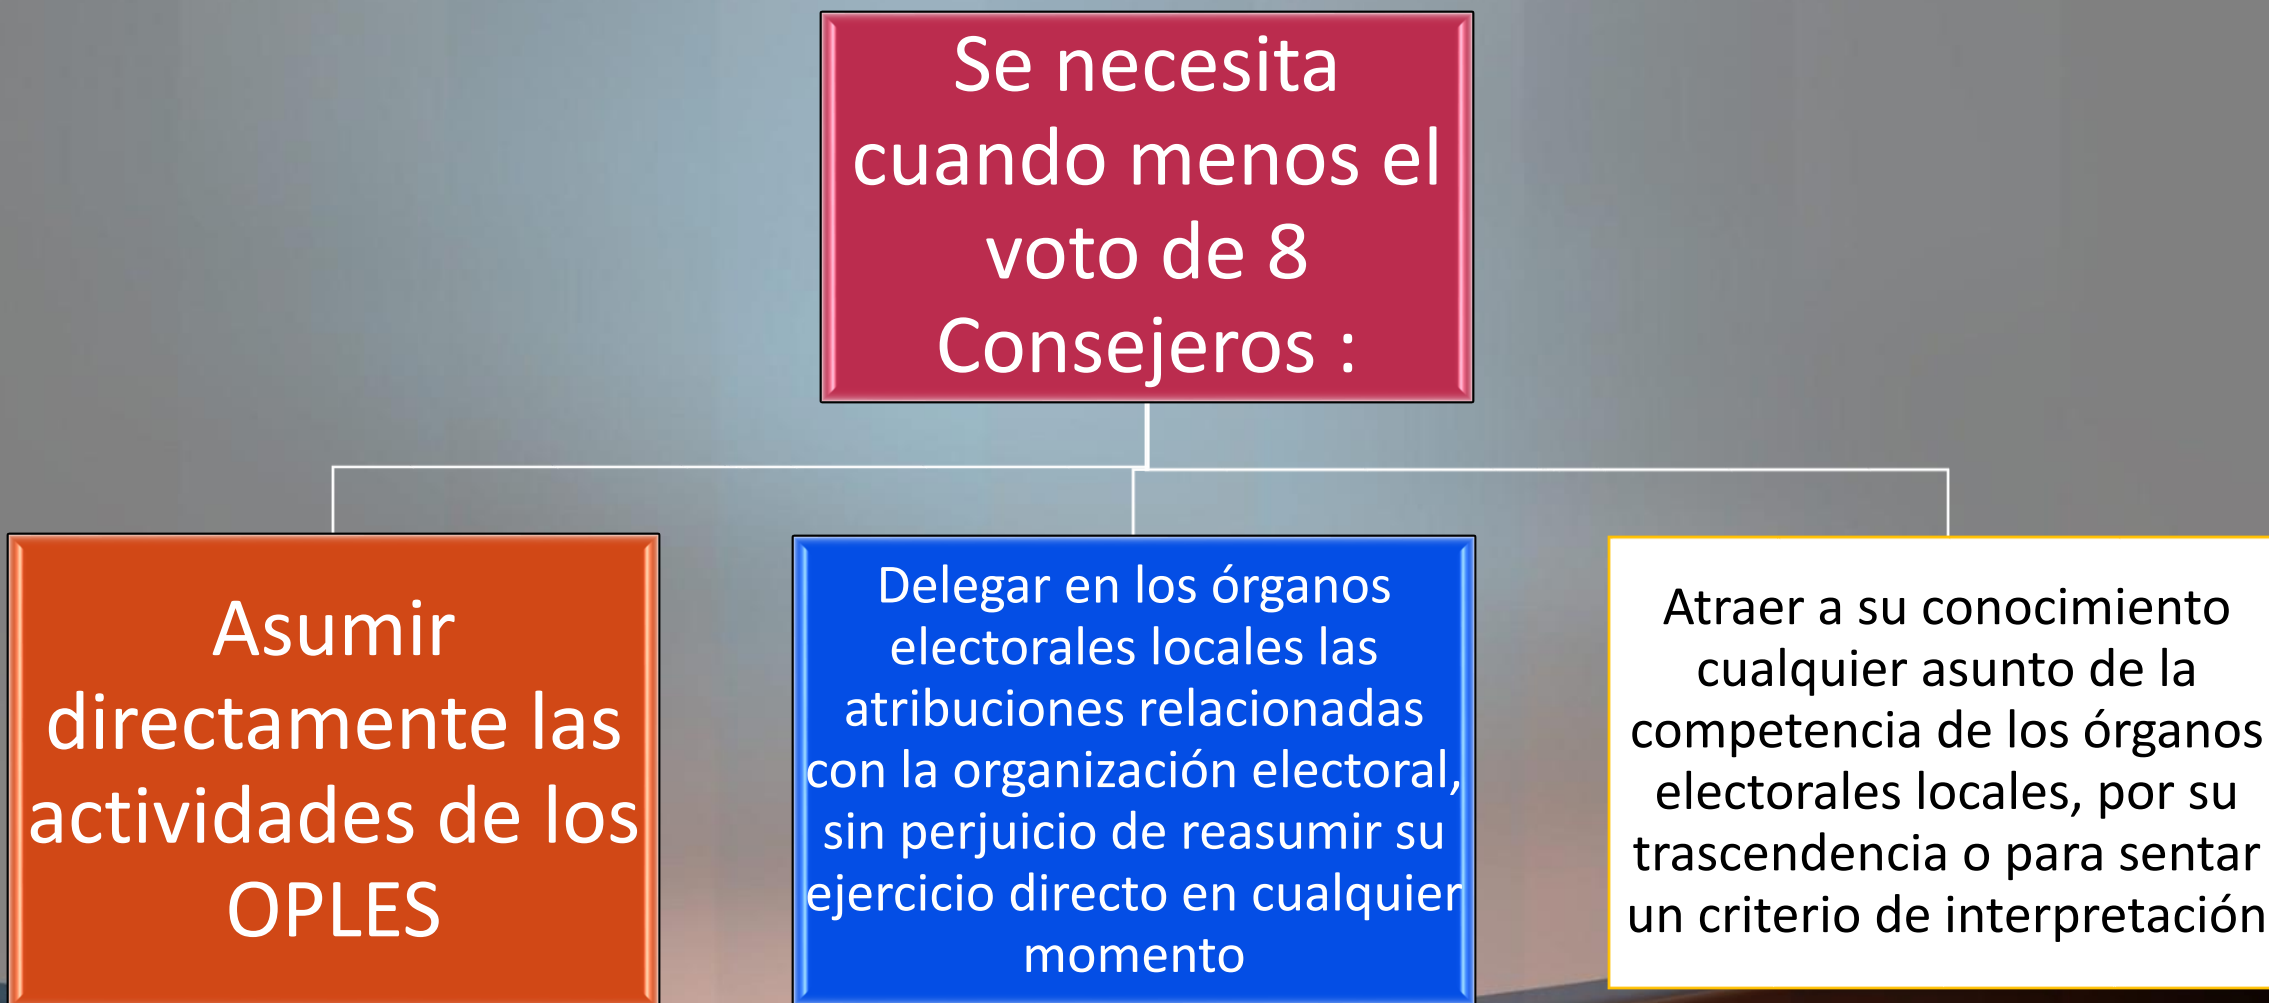 Se necesita
cuando menos el
voto de 8
Consejeros :
Asumir
directamente las
actividades de los
OPLES
Delegar en los órganos
electorales locales las
atribuciones relacionadas
con la organización electoral,
sin perjuicio de reasumir su
ejercicio directo en cualquier
momento
Atraer a su conocimiento
cualquier asunto de la
competencia de los órganos
electorales locales, por su
trascendencia o para sentar
un criterio de interpretación